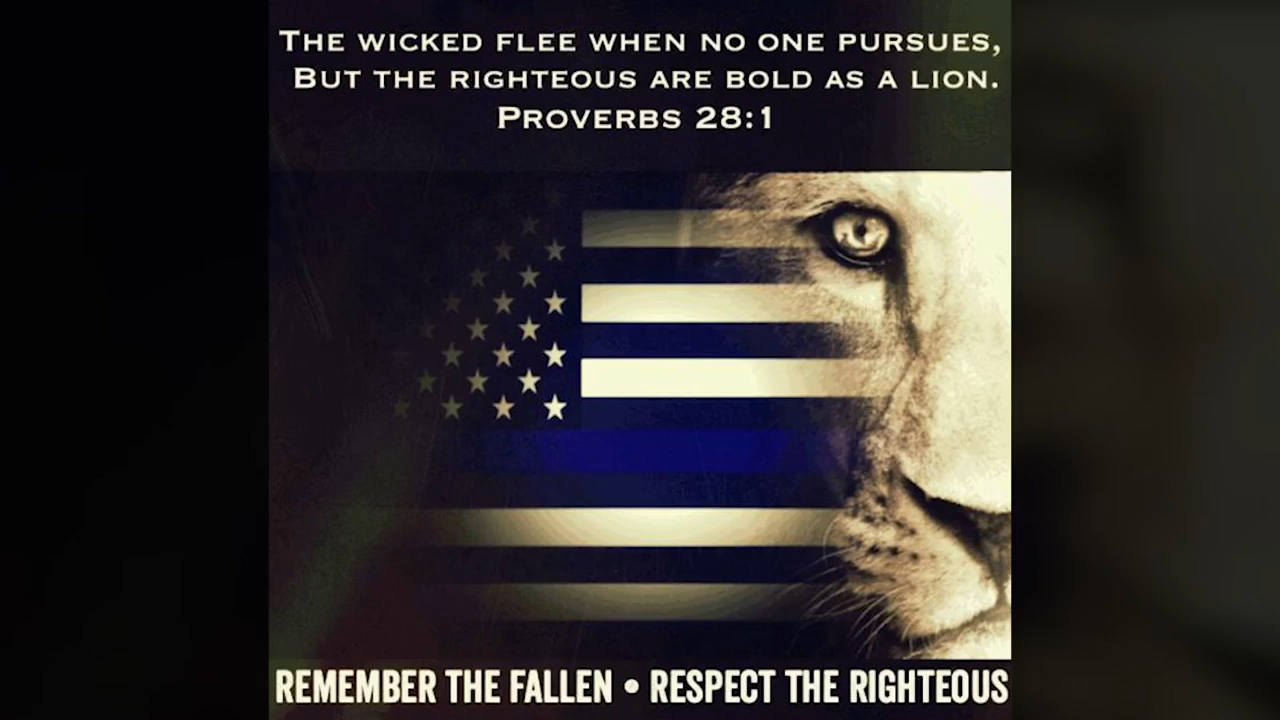 THE WICKED FLEE WHEN NO ONE PURSUES,
BUT THE RIGHTEOUS ARE BOLD AS A LION.
PROVERBS 28:1
REMEMBER THE FALLEN • RESPECT THE RIGHTEOUS